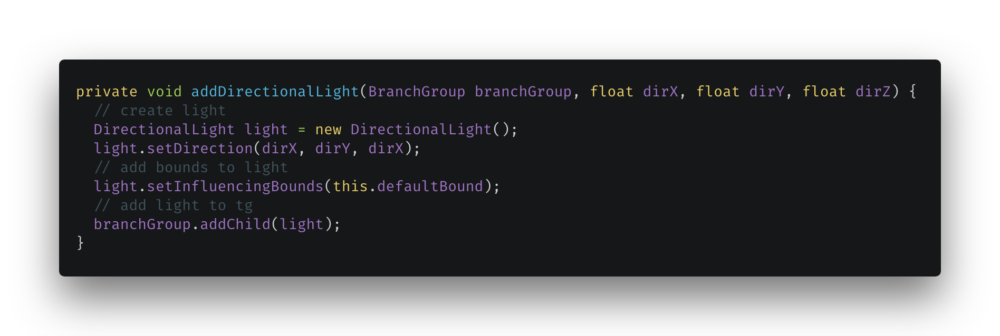 private void addDirectionalLight(BranchGroup branchGroup, float dirX, float dirY, float dirZ) {
  // create light
  DirectionalLight light = new DirectionalLight();
  light.setDirection(dirX, dirY, dirX);
  // add bounds to light
  light.setInfluencingBounds(this.defaultBound);
  // add light to tg
  branchGroup.addChild(light);
}